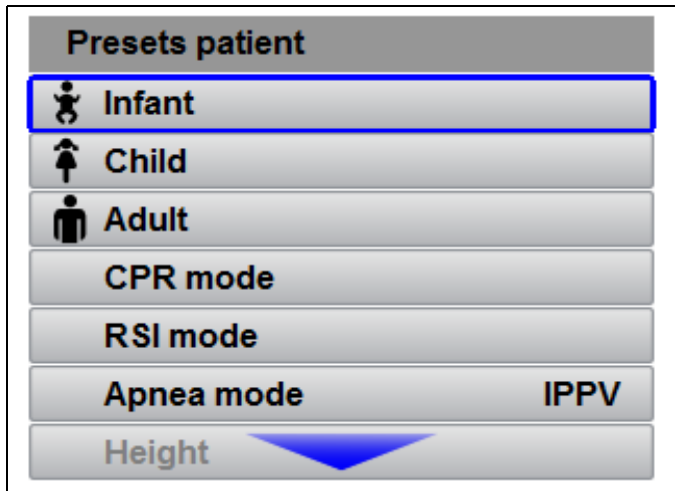 Presets patient
Infant
Child
Adult
CPR mode
RSI mode
Apnea mode IPPV
Height